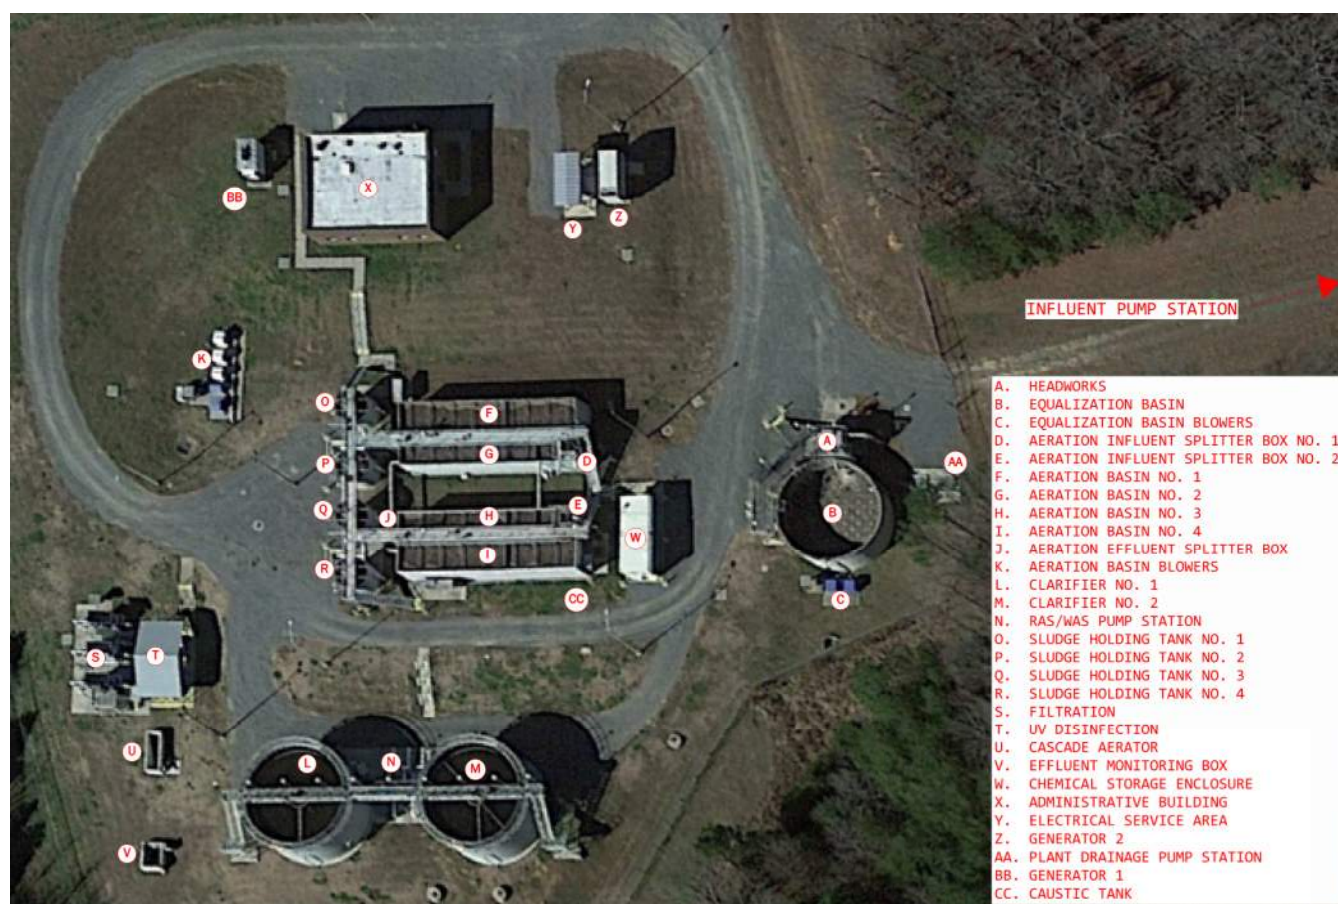 BB
X
Y
Z
INFLUENT PUMP STATION
K
O
F
P
G
D
A
AA
Q
J
H
E
B
W
R
I
CC
C
S
T
U
L
N
M
V
A. HEADWORKS
B. EQUALIZATION BASIN
C. EQUALIZATION BASIN BLOWERS
D. AERATION INFLUENT SPLITTER BOX NO. 1
E. AERATION INFLUENT SPLITTER BOX NO. 2
F. AERATION BASIN NO. 1
G. AERATION BASIN NO. 2
H. AERATION BASIN NO. 3
I. AERATION BASIN NO. 4
J. AERATION EFFLUENT SPLITTER BOX
K. AERATION BASIN BLOWERS
L. CLARIFIER NO. 1
M. CLARIFIER NO. 2
N. RAS/WAS PUMP STATION
O. SLUDGE HOLDING TANK NO. 1
P. SLUDGE HOLDING TANK NO. 2
Q. SLUDGE HOLDING TANK NO. 3
R. SLUDGE HOLDING TANK NO. 4
S. FILTRATION
T. UV DISINFECTION
U. CASCADE AERATOR
V. EFFLUENT MONITORING BOX
W. CHEMICAL STORAGE ENCLOSURE
X. ADMINISTRATIVE BUILDING
Y. ELECTRICAL SERVICE AREA
Z. GENERATOR 2
AA. PLANT DRAINAGE PUMP STATION
BB. GENERATOR 1
CC. CAUSTIC TANK